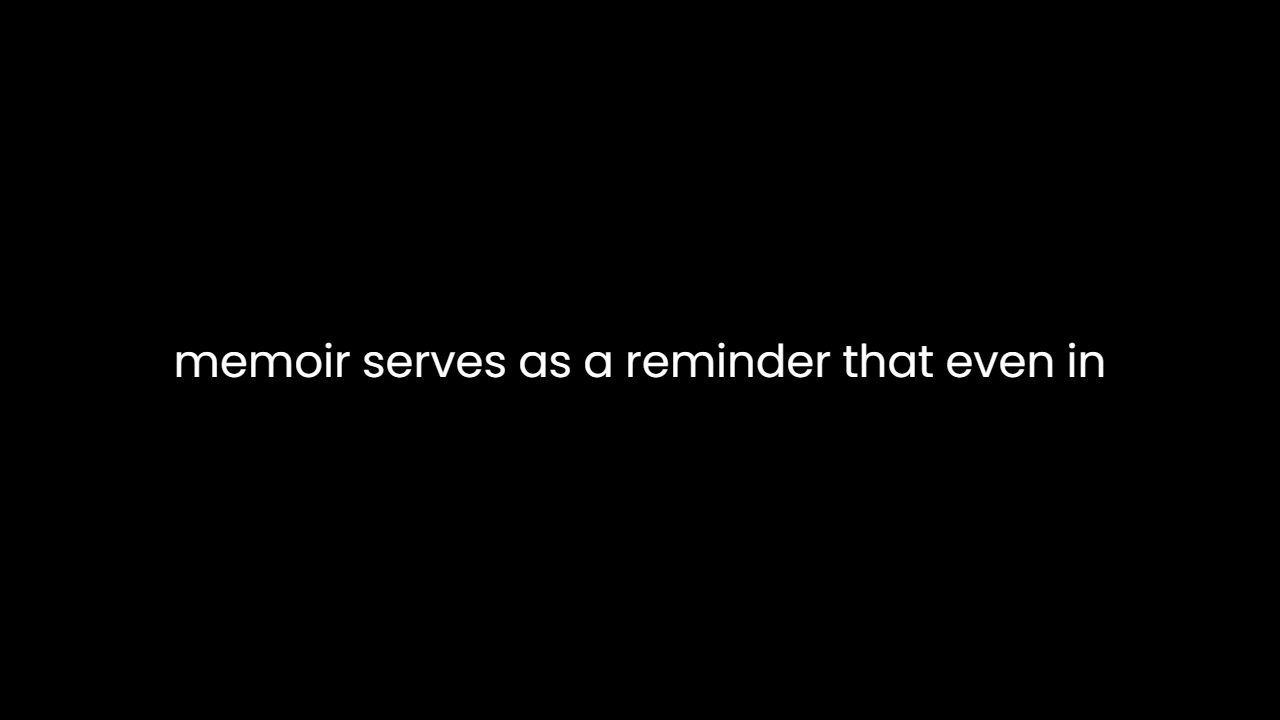 memoir serves as a reminder that even in